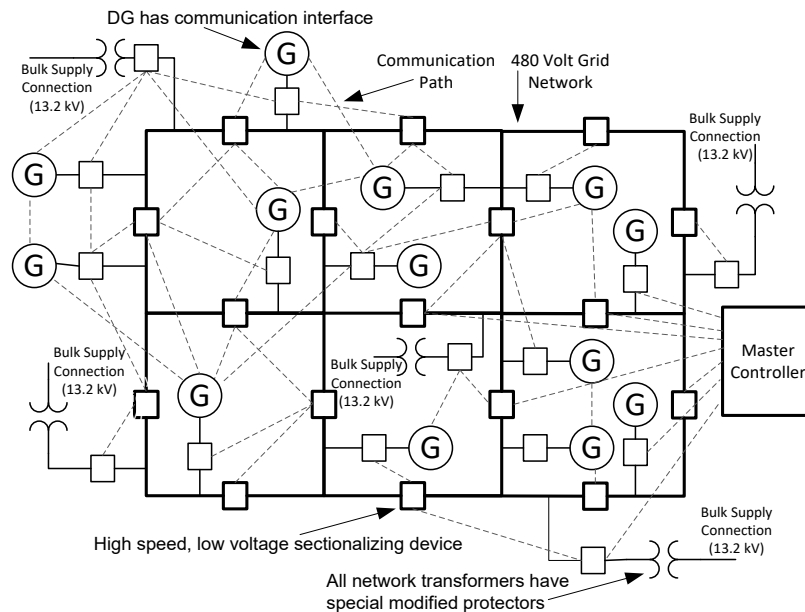 DG has communication interface
G
Bulk Supply
Connection
(13.2 kV)
Communication
Path
480 Volt Grid
Network
Bulk Supply
Connection
(13.2 kV)
G
G
G
G
G
G
G
Bulk Supply
Connection
(13.2 kV)
Bulk Supply
Connection
(13.2 kV)
Master
Controller
G
G
G
G
G
High speed, low voltage sectionalizing device
Bulk Supply
Connection
(13.2 kV)
All network transformers have
special modified protectors